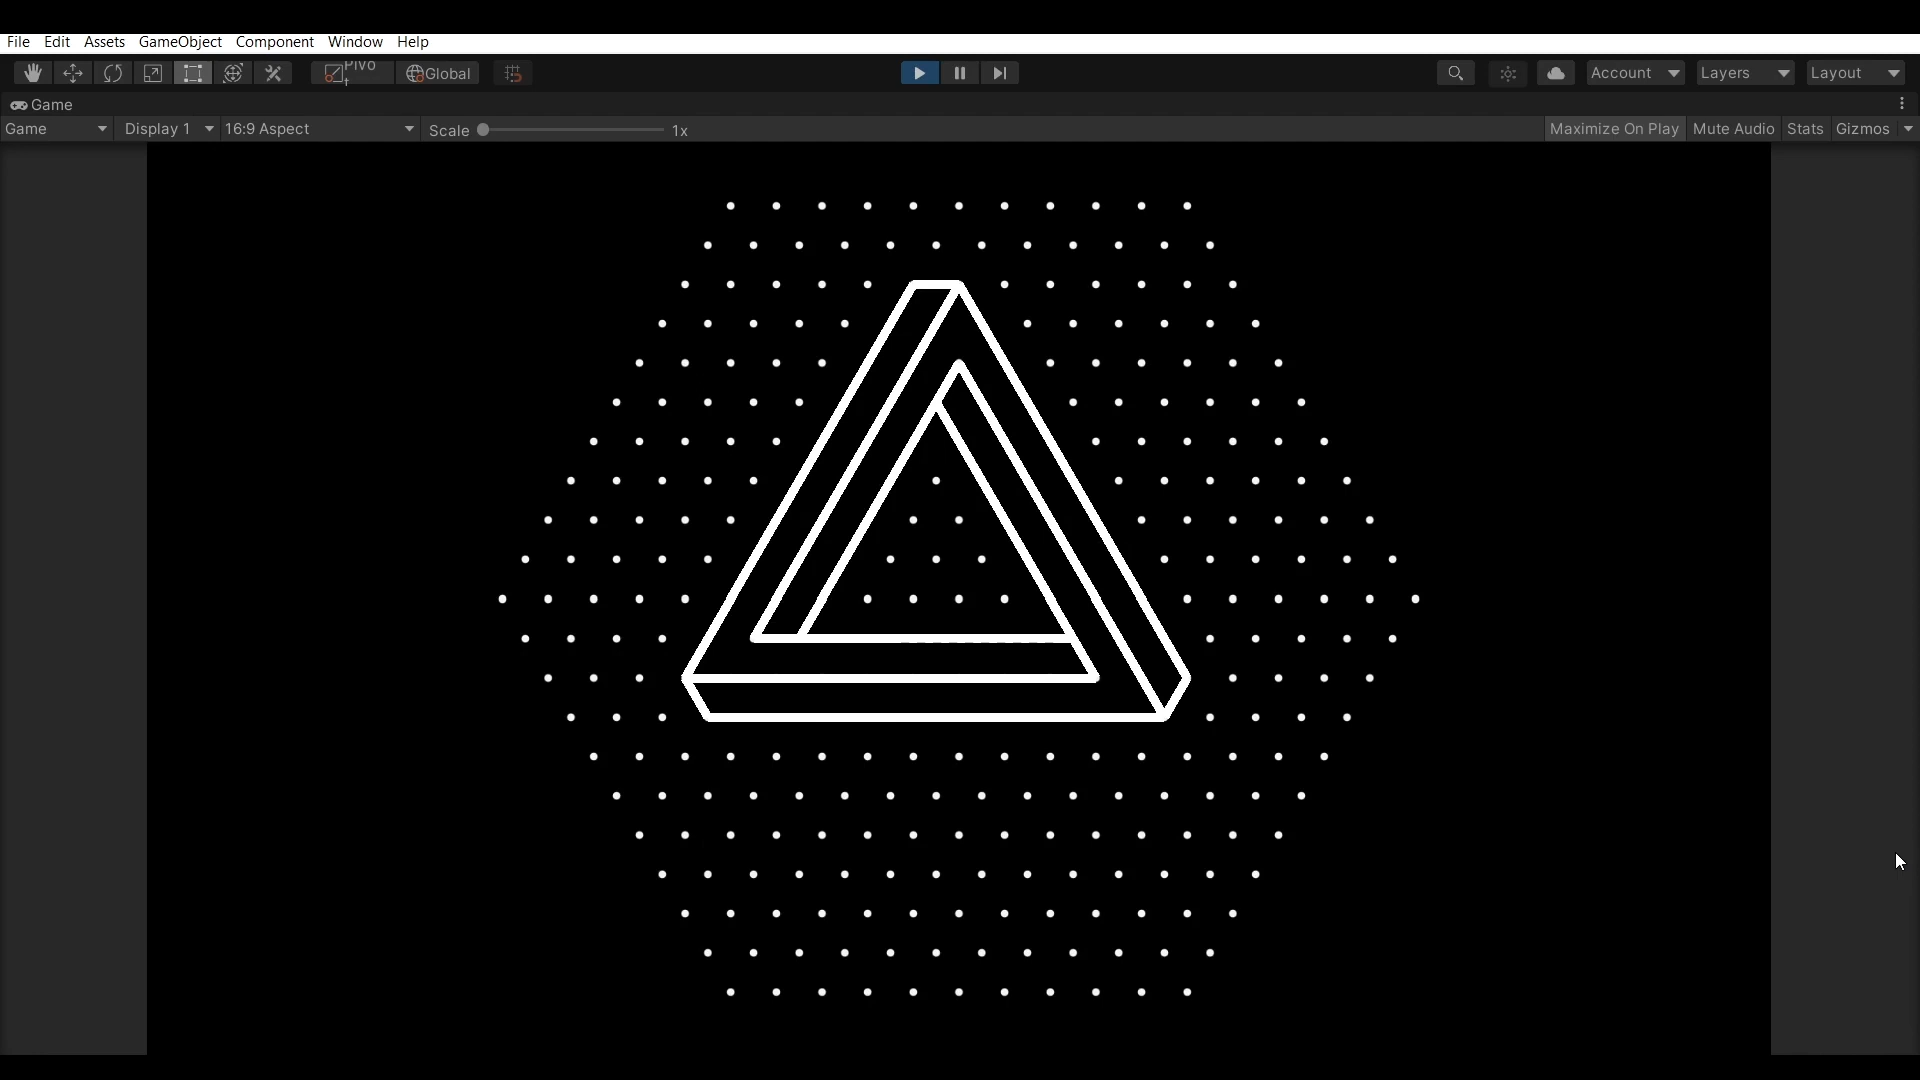 File Edit Assets GameObject Component Window Help
Pivot Global Account Layers Layout
Game
Game Display 1 16:9 Aspect Scale 1x Maximize On Play Mute Audio Stats Gizmos